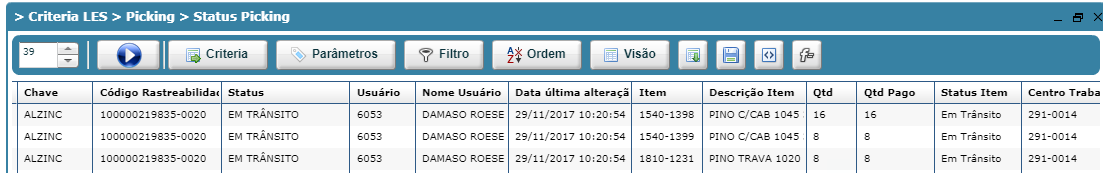 > Criteria LES > Picking > Status Picking
39 Criteria Parâmetros Filtro Ordem Visão
Chave Código Rastreabilidad Status Usuário Nome Usuário Data última alteraçã Item Descrição Item Qtd Qtd Pago Status Item Centro Traba
ALZINC 100000219835-0020 EM TRÂNSITO 6053 DAMASO ROESE 29/11/2017 10:20:54 1540-1398 PINO C/CAB 1045 16 16 Em Trânsito 291-0014
ALZINC 100000219835-0020 EM TRÂNSITO 6053 DAMASO ROESE 29/11/2017 10:20:54 1540-1399 PINO C/CAB 1045 8 8 Em Trânsito 291-0014
ALZINC 100000219835-0020 EM TRÂNSITO 6053 DAMASO ROESE 29/11/2017 10:20:54 1810-1231 PINO TRAVA 1020 8 8 Em Trânsito 291-0014